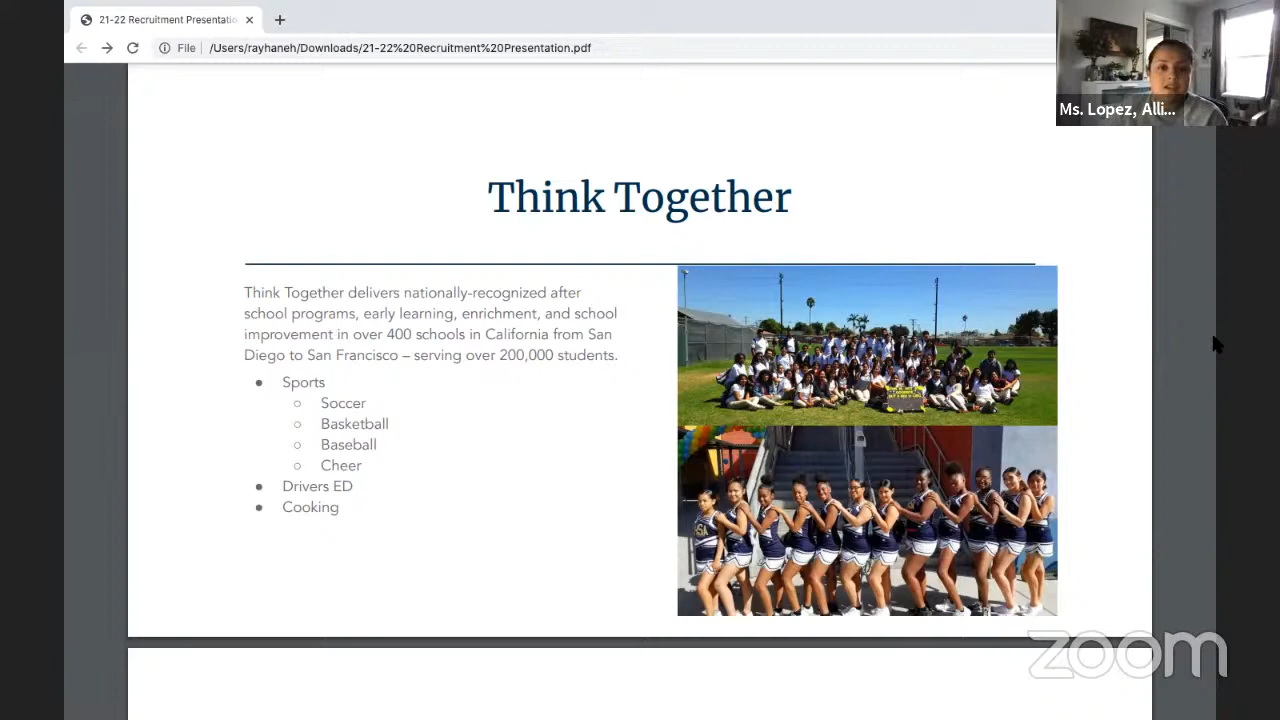 21-22 Recruitment Presentatio
File /Users/rayhaneh/Downloads/21-22%20Recruitment%20Presentation.pdf
Ms. Lopez, Alli...
Think Together
Think Together delivers nationally-recognized after
school programs, early learning, enrichment, and school
improvement in over 400 schools in California from San
Diego to San Francisco – serving over 200,000 students.
● Sports
○ Soccer
○ Basketball
○ Baseball
○ Cheer
● Drivers ED
● Cooking
zoom